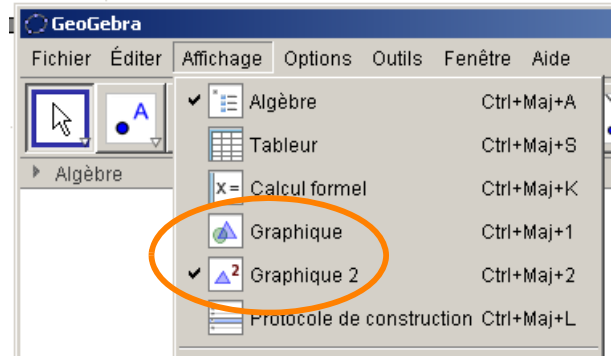 GeoGebra
Fichier Éditer Affichage Options Outils Fenêtre Aide
A
Algèbre Ctrl+Maj+A
Tableur Ctrl+Maj+S
Algèbre
x = Calcul formel Ctrl+Maj+K
Graphique Ctrl+Maj+1
2 Graphique 2 Ctrl+Maj+2
Protocole de construction Ctrl+Maj+L